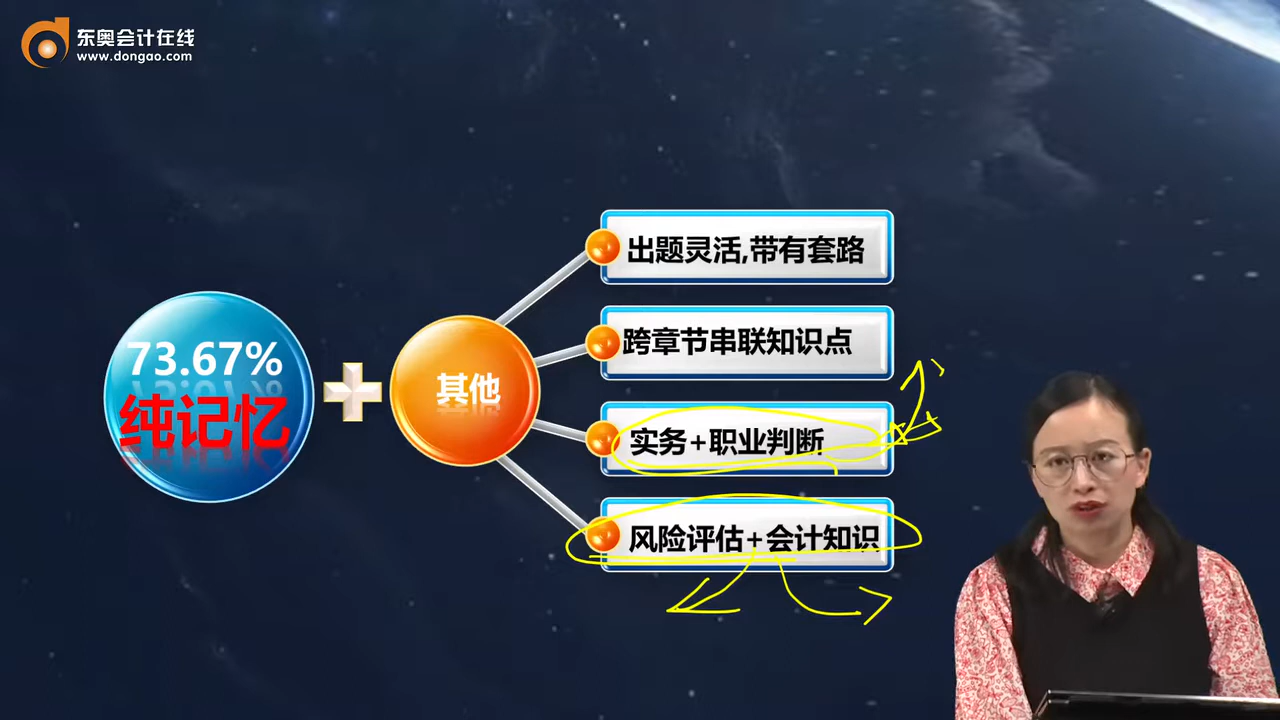 东奥会计在线
www.dongao.com
出题灵活,带有套路
跨章节串联知识点
73.67%
纯记忆
其他
实务+职业判断
风险评估+会计知识